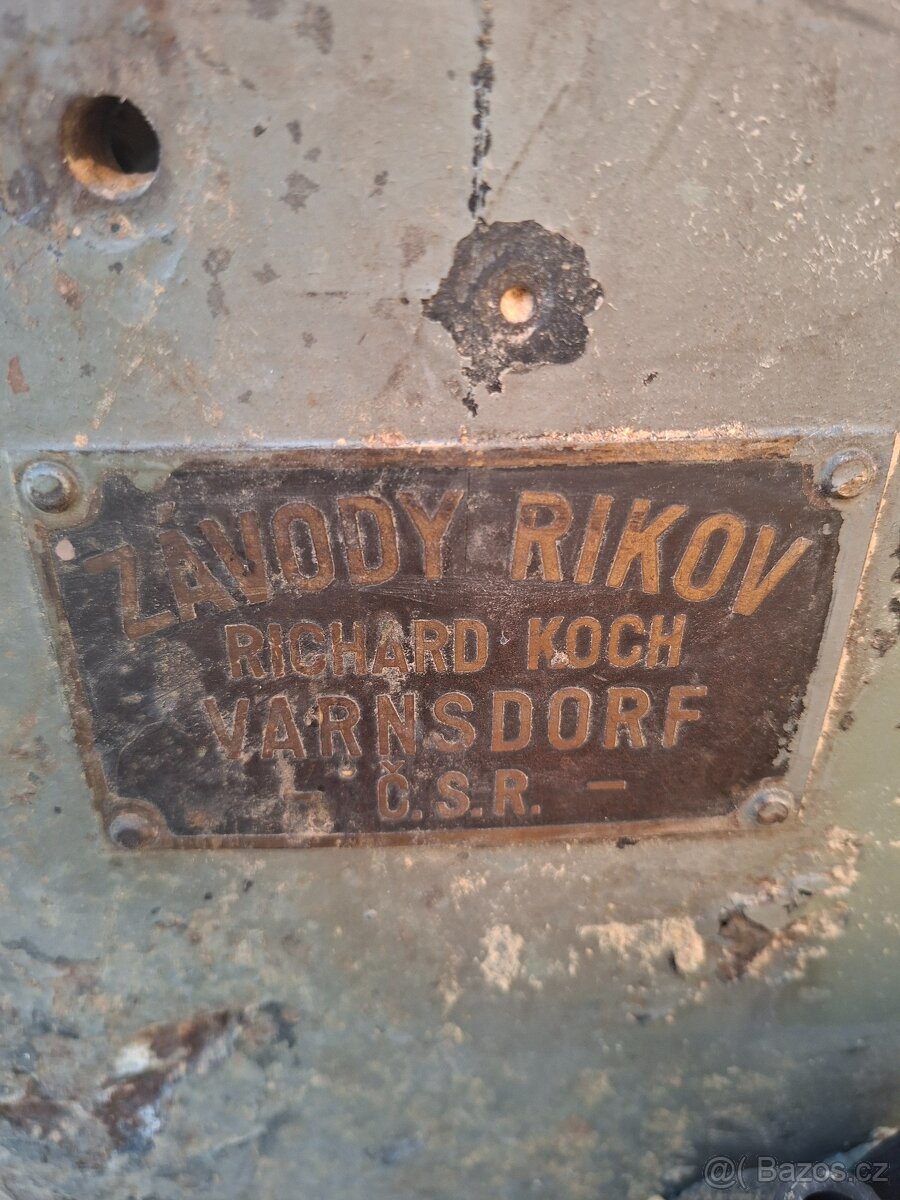 ZÁVODY RIKOV
RICHARD KOCH
VARNSDORF
- Č.S.R. -
@( Bazos.cz